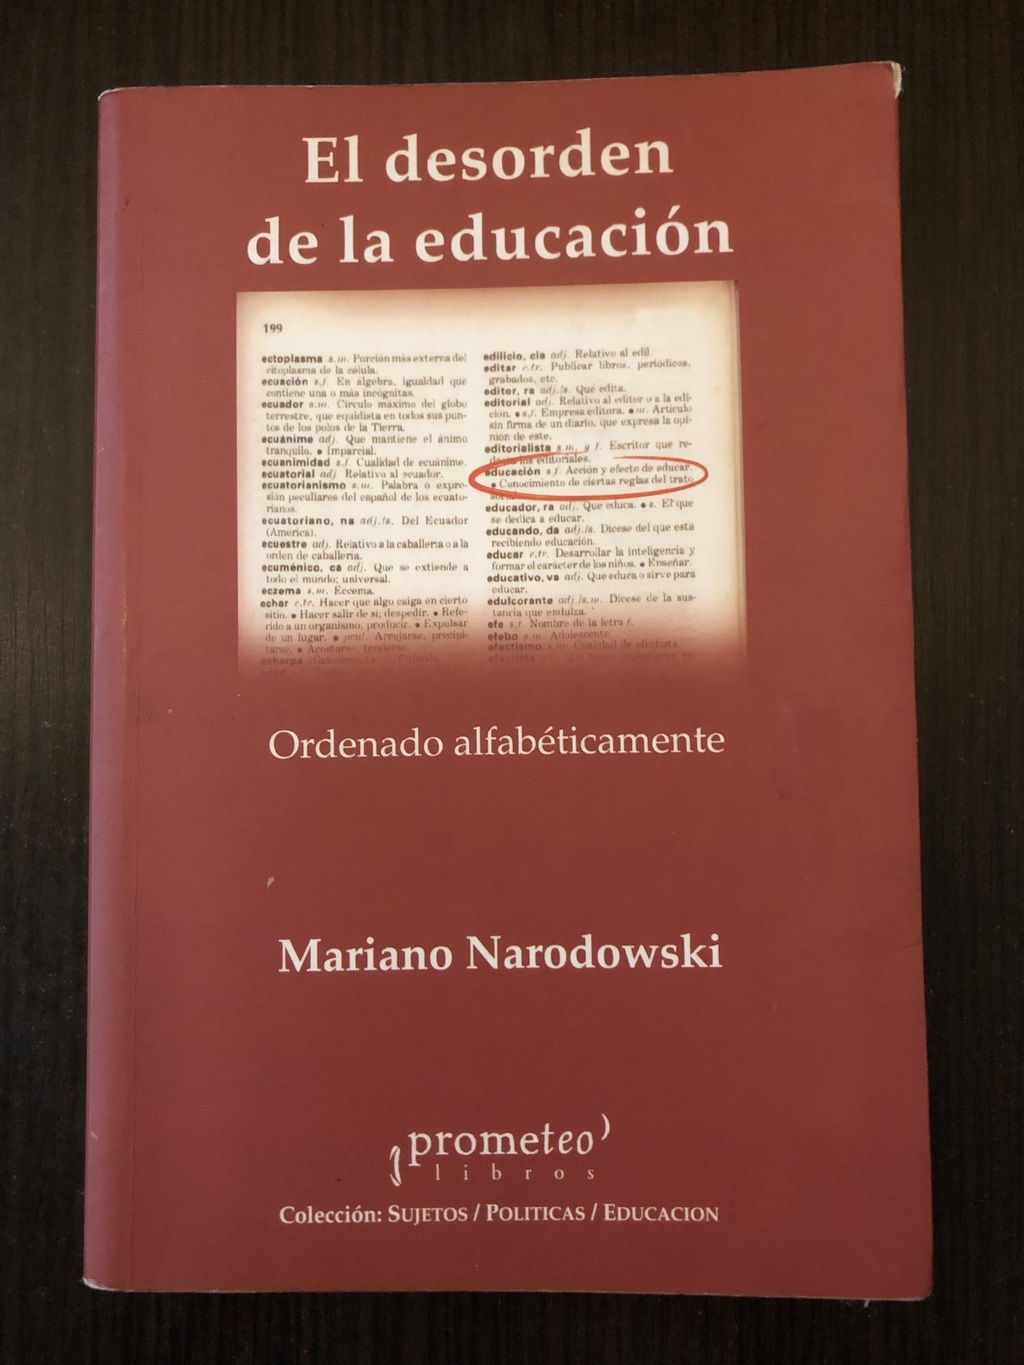 El desorden
de la educación
199
ectoplasma s.m. Porción más externa del
citoplasma de la célula.
ecuación s.f. En álgebra, igualdad que
contiene una o más incógnitas.
ecuador s.m. Círculo máximo del globo
terrestre, que equidista en todos sus pun-
tos de los polos de la Tierra.
ecuánime adj. Que mantiene el ánimo
tranquilo. • Imparcial.
ecuanimidad s.f. Cualidad de ecuánime.
ecuatorial adj. Relativo al ecuador.
ecuatorianismo s.m. Palabra o expre-
sión peculiares del español de los ecuato-
rianos.
ecuatoriano, na adj./s. Del Ecuador
(América).
ecuestre adj. Relativo a la caballería o a la
orden de caballería.
ecuménico, ca adj. Que se extiende a
todo el mundo; universal.
eczema s.m. Eccema.
echar v.tr. Hacer que algo caiga en cierto
sitio. • Hacer salir de sí; despedir. • Refe-
rido a un organismo, producir. • Expulsar
de un lugar. • prnl. Arrojarse, precipi-
tarse. • Acostarse, tenderse.
edilicio, cia adj. Relativo al edil.
editar v.tr. Publicar libros, periódicos,
grabados, etc.
editor, ra adj./s. Que edita.
editorial adj. Relativo al editor o a la edi-
ción. • s.f. Empresa editora. • m. Artículo
sin firma de un diario, que expresa la opi-
nión de este.
editorialista s.m. y f. Escritor que re-
dacta los editoriales.
educación s.f. Acción y efecto de educar.
• Conocimiento de ciertas reglas del trato
social.
educador, ra adj. Que educa. • s. El que
se dedica a educar.
educando, da adj./s. Dícese del que está
recibiendo educación.
educar v.tr. Desarrollar la inteligencia y
formar el carácter de los niños. • Enseñar.
educativo, va adj. Que educa o sirve para
educar.
edulcorante adj./s.m. Dícese de la sus-
tancia que endulza.
efe s.f. Nombre de la letra f.
efebo s.m. Adolescente.
efectismo s.m. Cualidad de efectista.
Ordenado alfabéticamente
Mariano Narodowski
prometeo
libros
Colección: SUJETOS / POLITICAS / EDUCACION